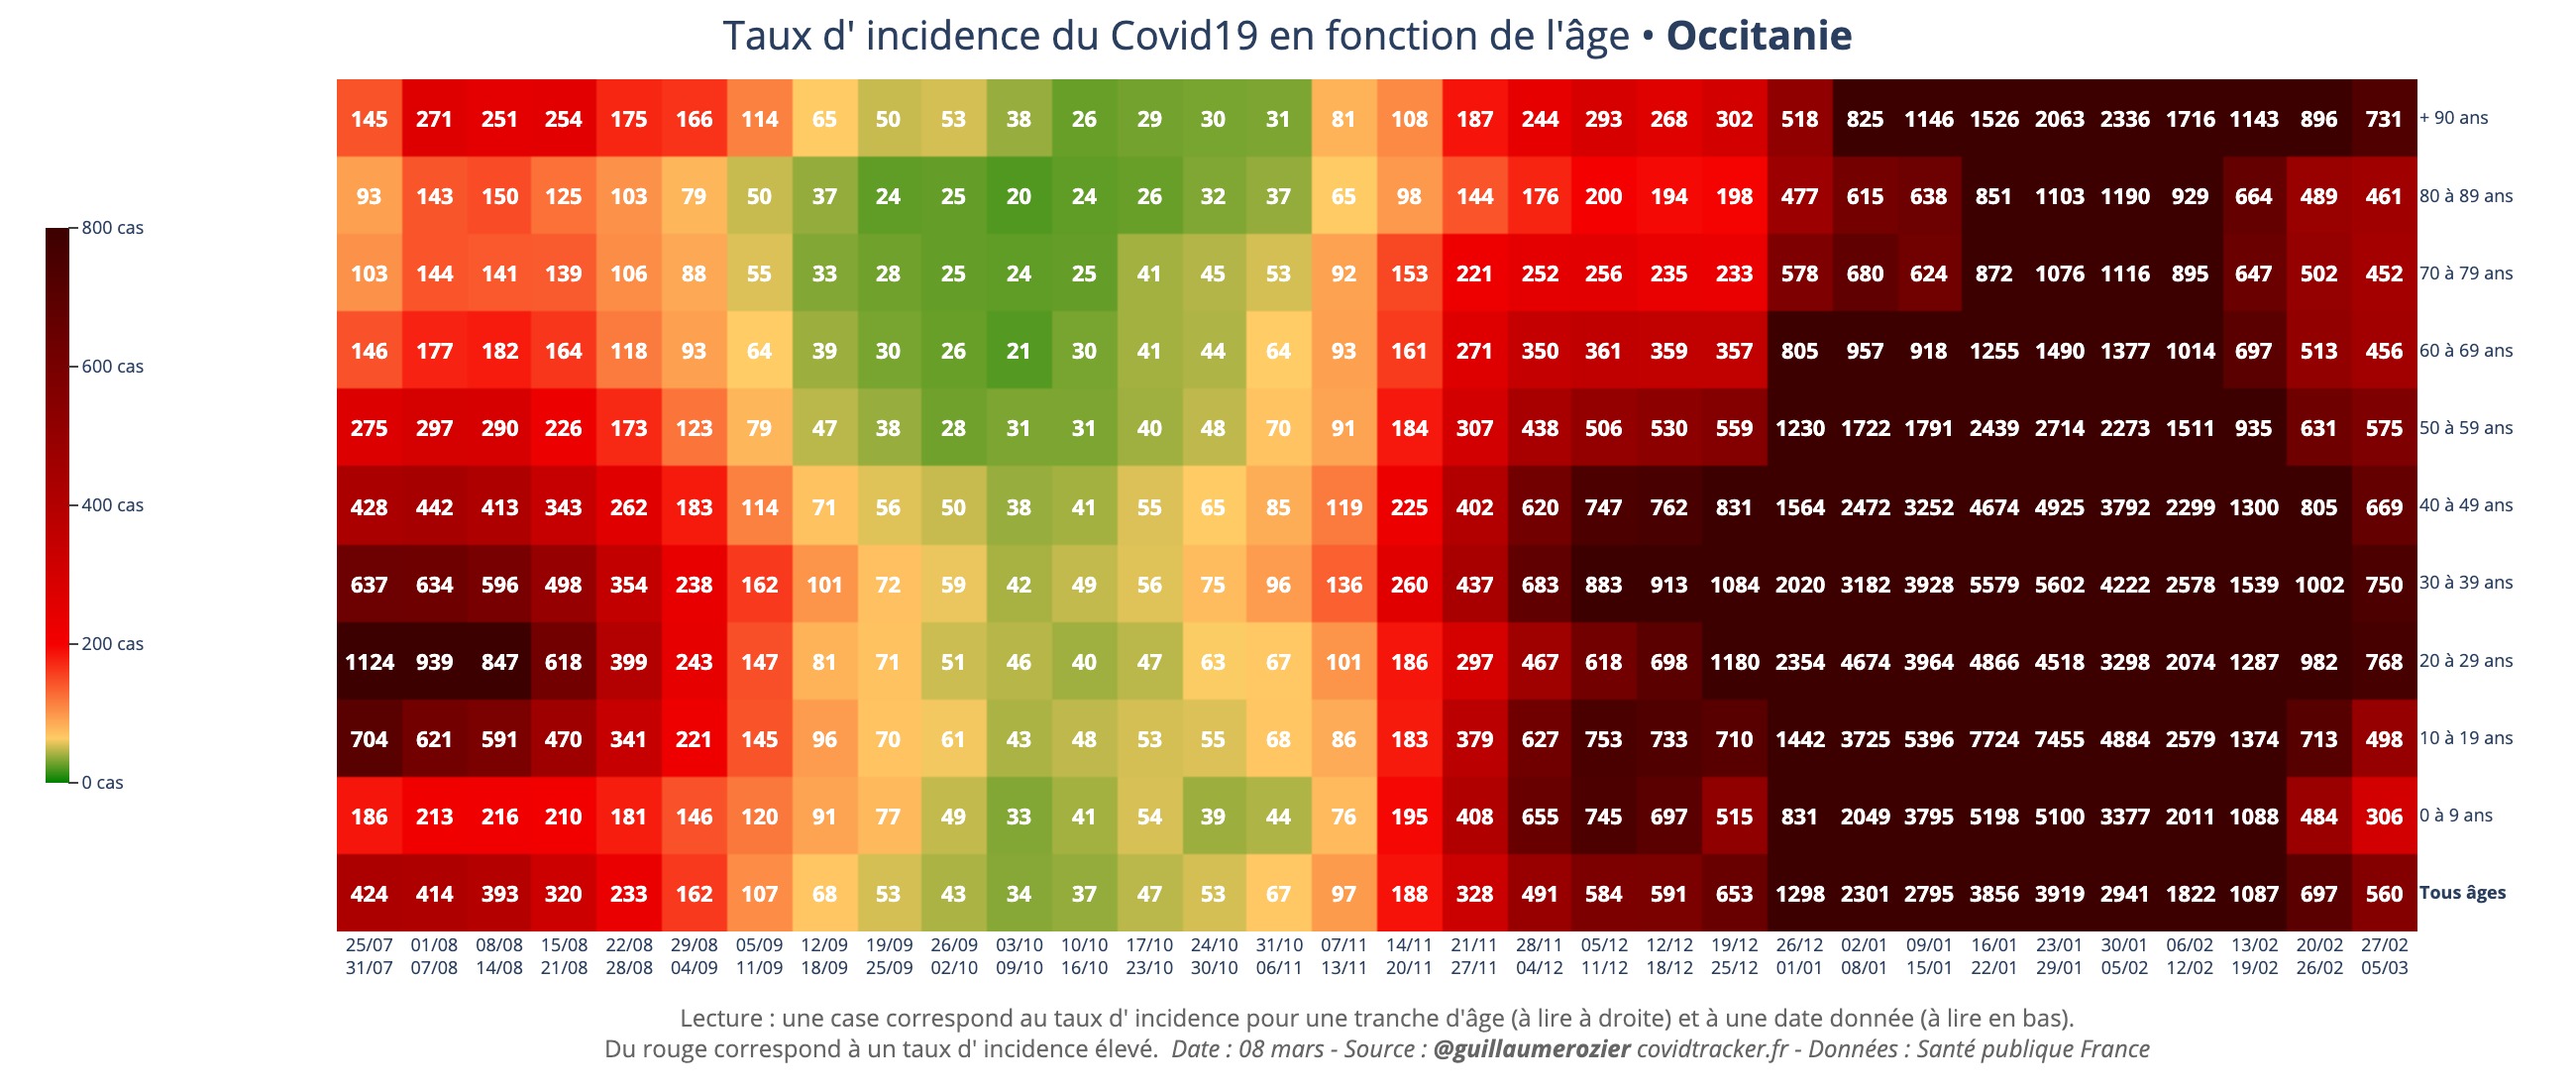 Taux d' incidence du Covid19 en fonction de l'âge • Occitanie
800 cas
600 cas
400 cas
200 cas
0 cas
145 271 251 254 175 166 114 65 50 53 38 26 29 30 31 81 108 187 244 293 268 302 518 825 1146 1526 2063 2336 1716 1143 896 731 + 90 ans
93 143 150 125 103 79 50 37 24 25 20 24 26 32 37 65 98 144 176 200 194 198 477 615 638 851 1103 1190 929 664 489 461 80 à 89 ans
103 144 141 139 106 88 55 33 28 25 24 25 41 45 53 92 153 221 252 256 235 233 578 680 624 872 1076 1116 895 647 502 452 70 à 79 ans
146 177 182 164 118 93 64 39 30 26 21 30 41 44 64 93 161 271 350 361 359 357 805 957 918 1255 1490 1377 1014 697 513 456 60 à 69 ans
275 297 290 226 173 123 79 47 38 28 31 31 40 48 70 91 184 307 438 506 530 559 1230 1722 1791 2439 2714 2273 1511 935 631 575 50 à 59 ans
428 442 413 343 262 183 114 71 56 50 38 41 55 65 85 119 225 402 620 747 762 831 1564 2472 3252 4674 4925 3792 2299 1300 805 669 40 à 49 ans
637 634 596 498 354 238 162 101 72 59 42 49 56 75 96 136 260 437 683 883 913 1084 2020 3182 3928 5579 5602 4222 2578 1539 1002 750 30 à 39 ans
1124 939 847 618 399 243 147 81 71 51 46 40 47 63 67 101 186 297 467 618 698 1180 2354 4674 3964 4866 4518 3298 2074 1287 982 768 20 à 29 ans
704 621 591 470 341 221 145 96 70 61 43 48 53 55 68 86 183 379 627 753 733 710 1442 3725 5396 7724 7455 4884 2579 1374 713 498 10 à 19 ans
186 213 216 210 181 146 120 91 77 49 33 41 54 39 44 76 195 408 655 745 697 515 831 2049 3795 5198 5100 3377 2011 1088 484 306 0 à 9 ans
424 414 393 320 233 162 107 68 53 43 34 37 47 53 67 97 188 328 491 584 591 653 1298 2301 2795 3856 3919 2941 1822 1087 697 560 Tous âges
25/07 01/08 08/08 15/08 22/08 29/08 05/09 12/09 19/09 26/09 03/10 10/10 17/10 24/10 31/10 07/11 14/11 21/11 28/11 05/12 12/12 19/12 26/12 02/01 09/01 16/01 23/01 30/01 06/02 13/02 20/02 27/02
31/07 07/08 14/08 21/08 28/08 04/09 11/09 18/09 25/09 02/10 09/10 16/10 23/10 30/10 06/11 13/11 20/11 27/11 04/12 11/12 18/12 25/12 01/01 08/01 15/01 22/01 29/01 05/02 12/02 19/02 26/02 05/03
Lecture : une case correspond au taux d' incidence pour une tranche d'âge (à lire à droite) et à une date donnée (à lire en bas).
Du rouge correspond à un taux d' incidence élevé. Date : 08 mars - Source : @guillaumerozier covidtracker.fr - Données : Santé publique France